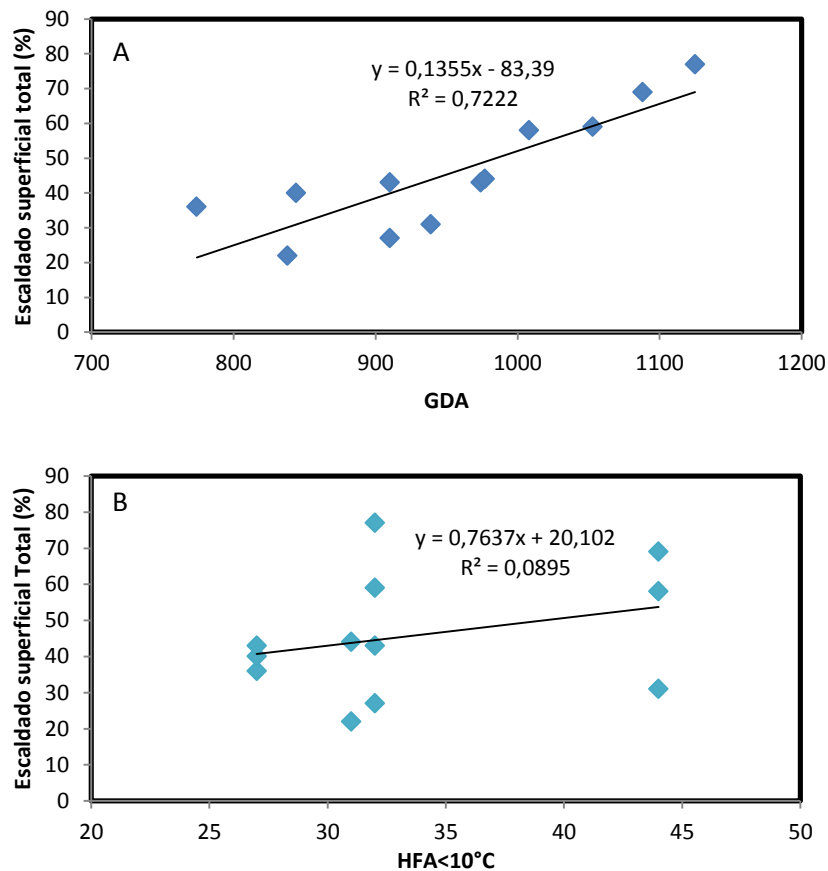 A
Escaldado superficial total (%)
y = 0,1355x - 83,39
R² = 0,7222
90
80
70
60
50
40
30
20
10
0
700 800 900 1000 1100 1200
GDA
B
Escaldado superficial Total (%)
y = 0,7637x + 20,102
R² = 0,0895
90
80
70
60
50
40
30
20
10
0
20 25 30 35 40 45 50
HFA<10°C